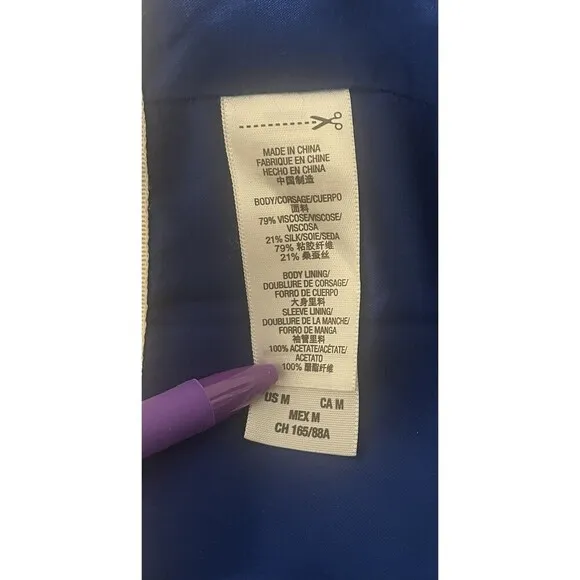 MADE IN CHINA
FABRIQUE EN CHINE
HECHO EN CHINA
中国制造
BODY/CORSAGE/CUERPO
面料
79% VISCOSE/VISCOSE/
VISCOSA
21% SILK/SOIE/SEDA
79% 粘胶纤维
21% 桑蚕丝
BODY LINING/
DOUBLURE DE CORSAGE/
FORRO DE CUERPO
大身里料
SLEEVE LINING/
DOUBLURE DE LA MANCHE/
FORRO DE MANGA
袖管里料
100% ACETATE/ACÉTATE/
ACETATO
100% 醋酯纤维
US M CA M
MEX M
CH 165/88A